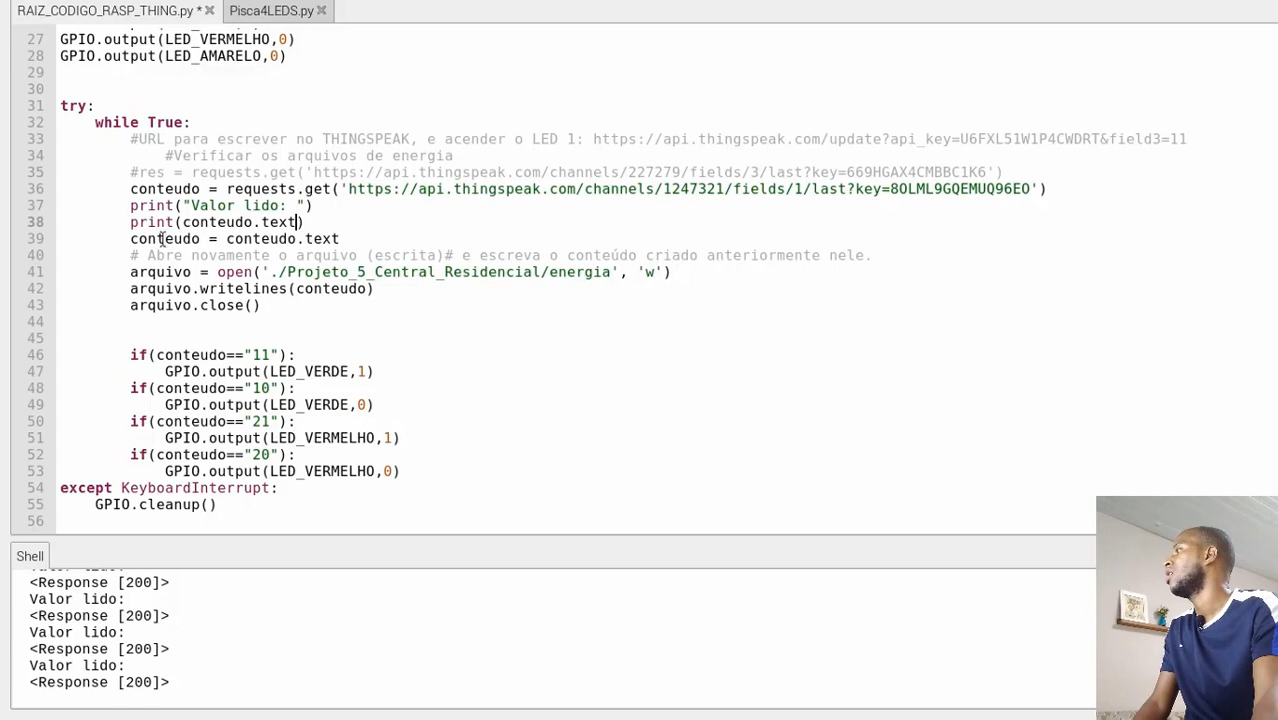 RAIZ_CODIGO_RASP_THING.py * Pisca4LEDS.py
27 GPIO.output(LED_VERMELHO,0)
28 GPIO.output(LED_AMARELO,0)
29
30
31 try:
32 while True:
33 #URL para escrever no THINGSPEAK, e acender o LED 1: https://api.thingspeak.com/update?api_key=U6FXL51W1P4CWDRT&field3=11
34 #Verificar os arquivos de energia
35 #res = requests.get('https://api.thingspeak.com/channels/227279/fields/3/last?key=669HGAX4CMBBC1K6')
36 conteudo = requests.get('https://api.thingspeak.com/channels/1247321/fields/1/last?key=8OLML9GQEMUQ96EO')
37 print("Valor lido: ")
38 print(conteudo.text)
39 conteudo = conteudo.text
40 # Abre novamente o arquivo (escrita)# e escreva o conteúdo criado anteriormente nele.
41 arquivo = open('./Projeto_5_Central_Residencial/energia', 'w')
42 arquivo.writelines(conteudo)
43 arquivo.close()
44
45
46 if(conteudo=="11"):
47 GPIO.output(LED_VERDE,1)
48 if(conteudo=="10"):
49 GPIO.output(LED_VERDE,0)
50 if(conteudo=="21"):
51 GPIO.output(LED_VERMELHO,1)
52 if(conteudo=="20"):
53 GPIO.output(LED_VERMELHO,0)
54 except KeyboardInterrupt:
55 GPIO.cleanup()
56
Shell
Valor lido:
<Response [200]>
Valor lido:
<Response [200]>
Valor lido:
<Response [200]>
Valor lido:
<Response [200]>